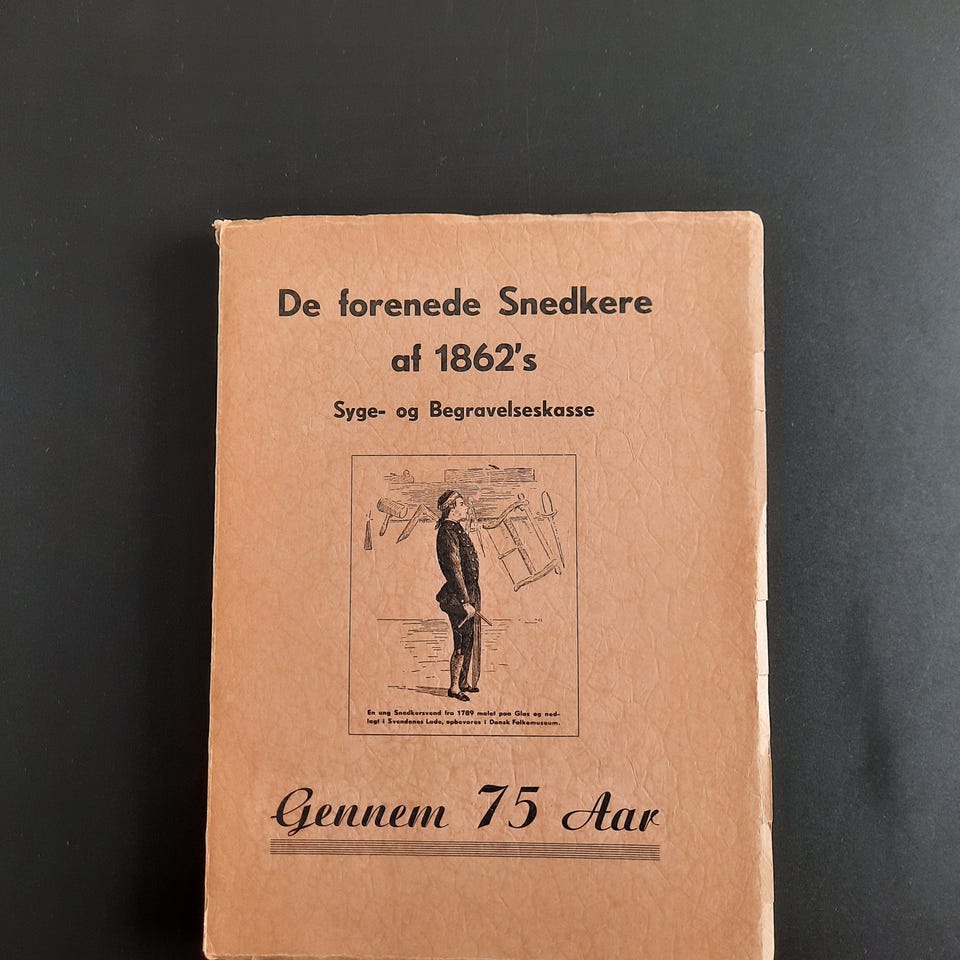 De forenede Snedkere
af 1862's
Syge- og Begravelseskasse
En ung Snedkersvend fra 1789 malet paa Glas og ned-
lagt i Svendenes Lade, opbevares i Dansk Folkemuseum.
Gennem 75 Aar